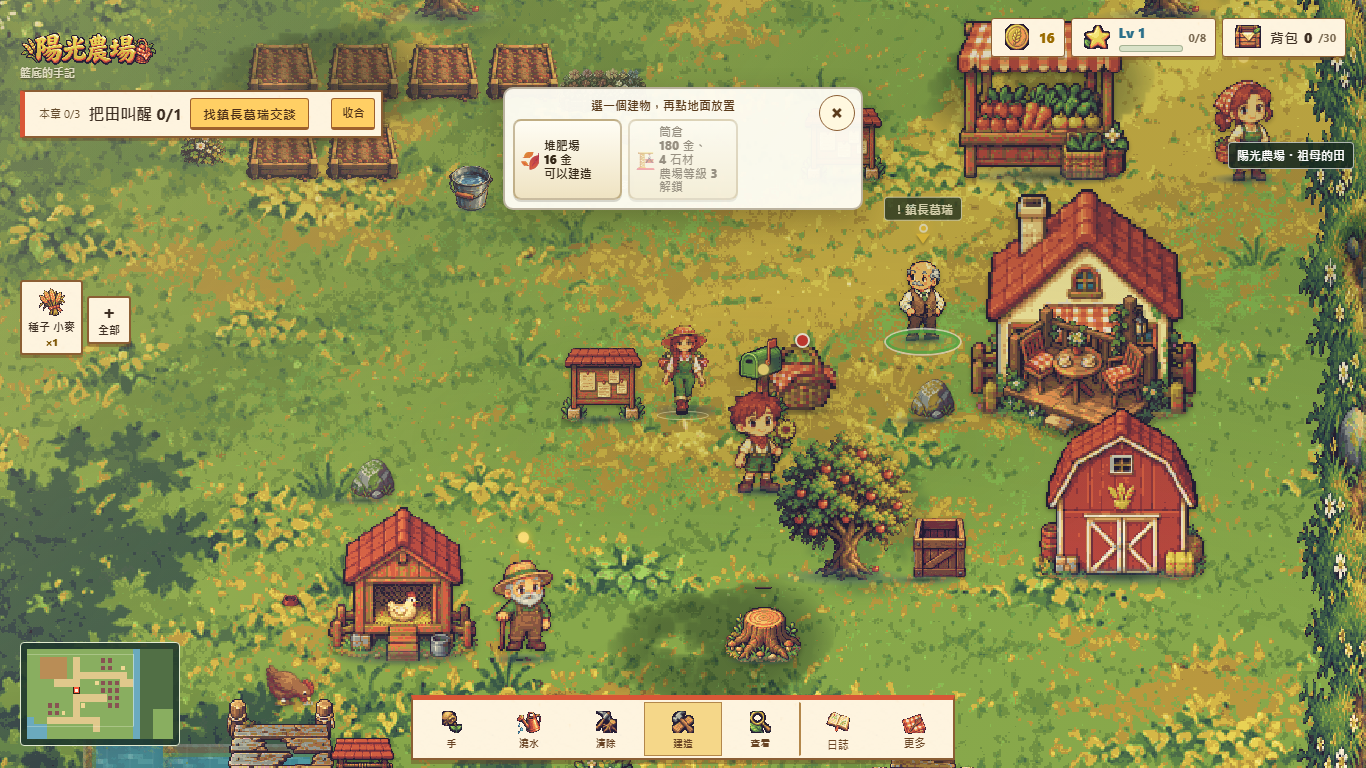 陽光農場
籃底的手記
本章 0/3 把田叫醒 0/1 找鎮長葛瑞交談 收合
選一個建物，再點地面放置
堆肥場
16 金
可以建造
筒倉
180 金、
4 石材
農場等級 3
解鎖
16
Lv 1
0/8
背包 0 /30
陽光農場・祖母的田
！鎮長葛瑞
種子 小麥
×1
+
全部
手
澆水
清除
建造
查看
日誌
更多